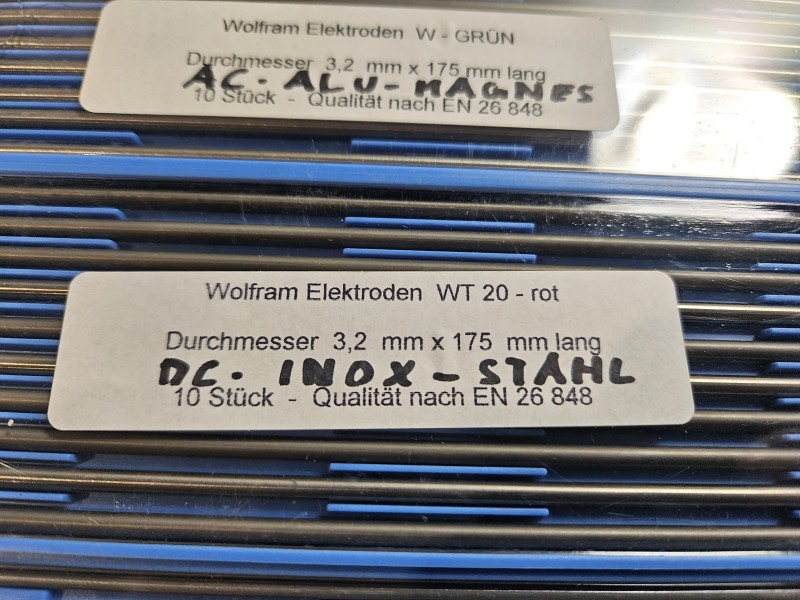 Wolfram Elektroden W - GRÜN
Durchmesser 3,2 mm x 175 mm lang
AC - ALU - MAGNES
10 Stück - Qualität nach EN 26 848
Wolfram Elektroden WT 20 - rot
Durchmesser 3,2 mm x 175 mm lang
DC - INOX - STAHL
10 Stück - Qualität nach EN 26 848